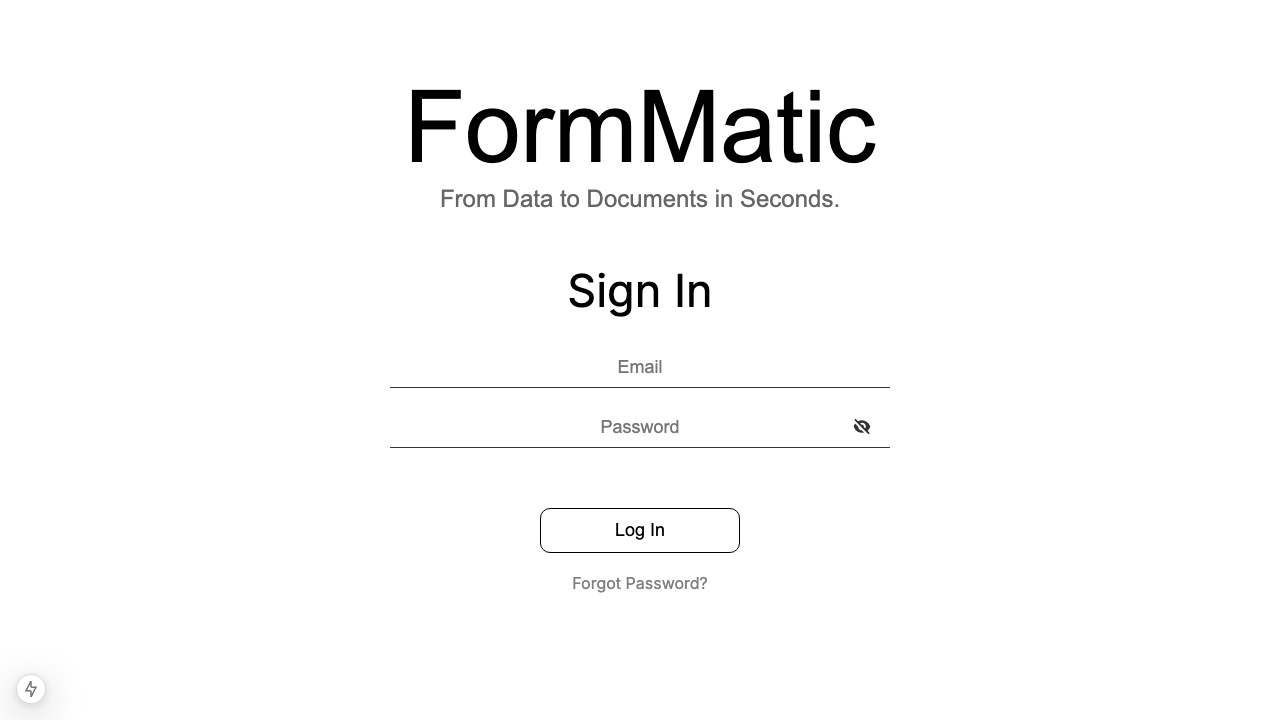 FormMatic
From Data to Documents in Seconds.
Sign In
Email
Password
Log In
Forgot Password?